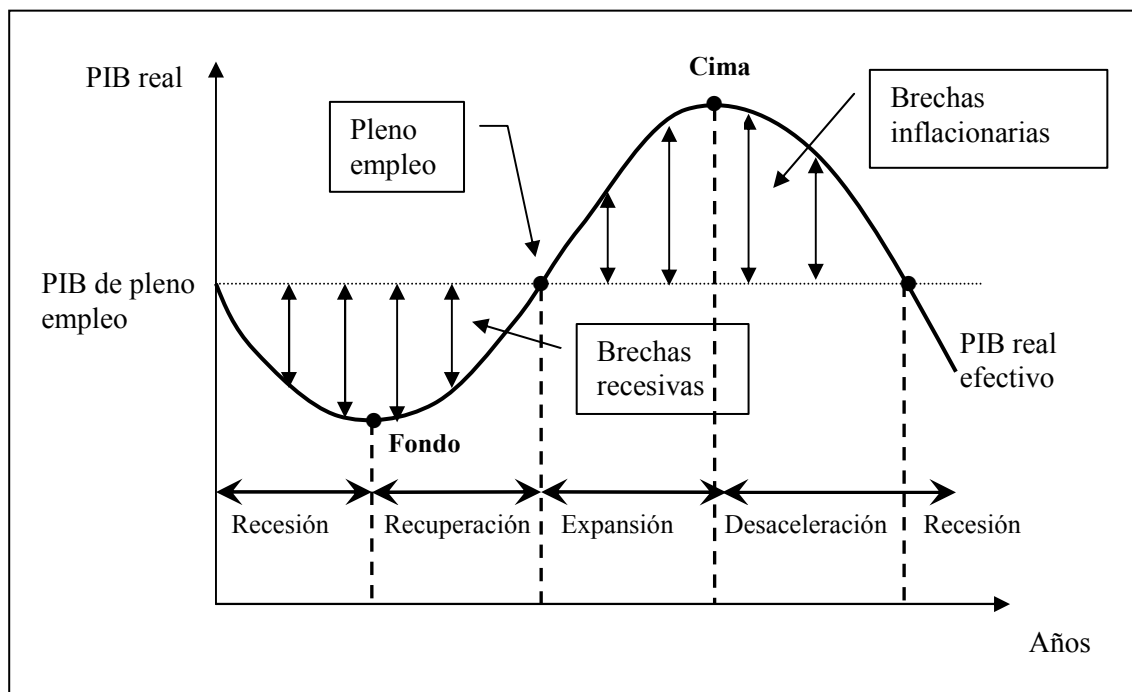 PIB real
Cima
Brechas
inflacionarias
Pleno
empleo
PIB de pleno
empleo
Brechas
recesivas
PIB real
efectivo
Fondo
Recesión
Recuperación
Expansión
Desaceleración
Recesión
Años